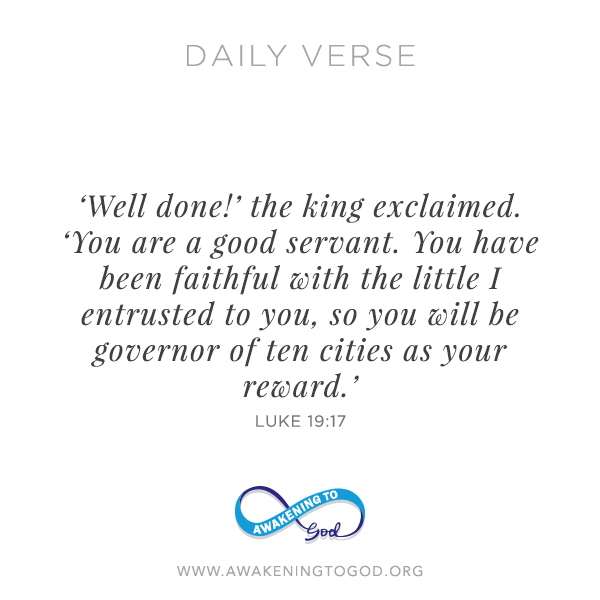 DAILY VERSE
‘Well done!’ the king exclaimed.
‘You are a good servant. You have
been faithful with the little I
entrusted to you, so you will be
governor of ten cities as your
reward.’
LUKE 19:17
AWAKENING TO
God
WWW.AWAKENINGTOGOD.ORG